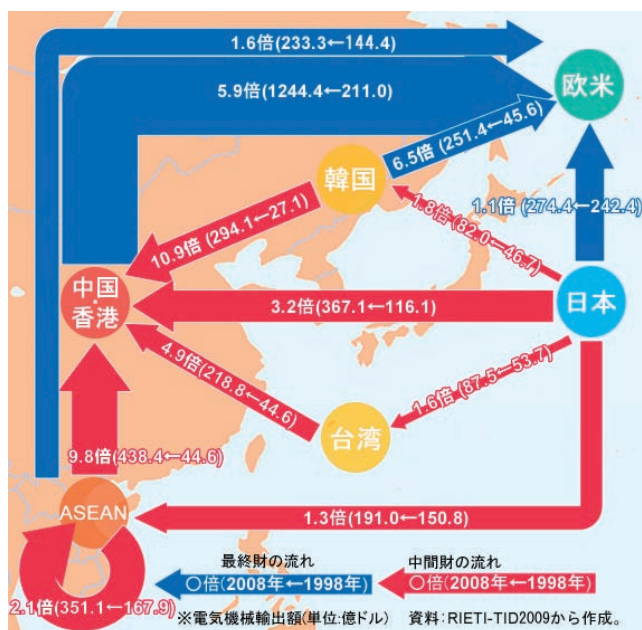 1.6倍(233.3←144.4)
5.9倍(1244.4←211.0)
欧米
6.5倍 (251.4←45.6)
韓国
1.8倍 (82.0←46.7)
1.1倍 (274.4←242.4)
10.9倍 (294.1←27.1)
中国・
香港
3.2倍(367.1←116.1)
日本
4.9倍(218.8←44.6)
1.6倍(87.5←53.7)
台湾
9.8倍(438.4←44.6)
ASEAN
1.3倍(191.0←150.8)
2.1倍(351.1←167.9)
最終財の流れ
〇倍(2008年←1998年)
中間財の流れ
〇倍(2008年←1998年)
※電気機械輸出額(単位:億ドル) 資料:RIETI-TID2009から作成。